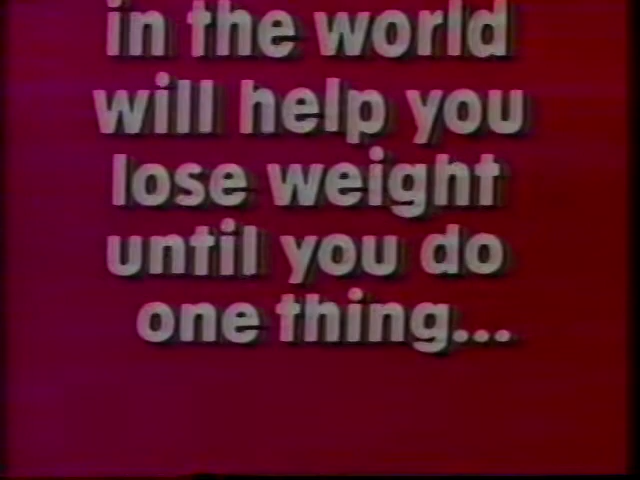 in the world
will help you
lose weight
until you do
one thing...